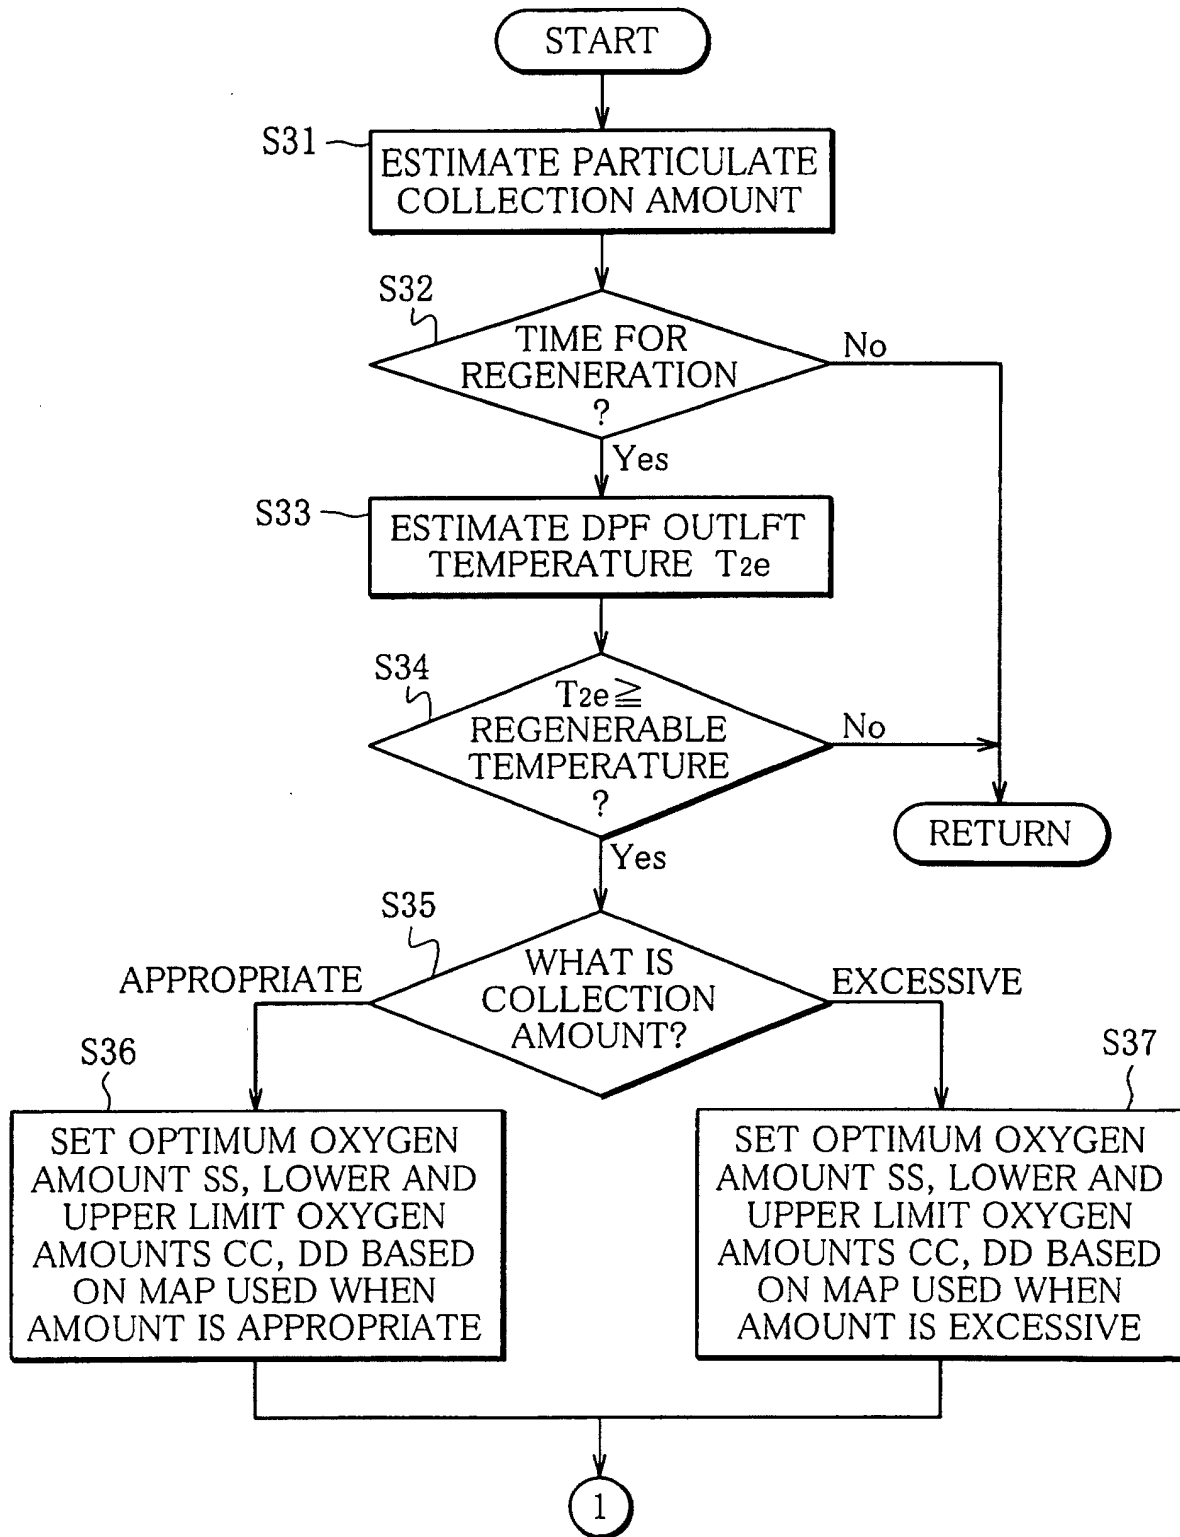 START
S31
ESTIMATE PARTICULATE
COLLECTION AMOUNT
S32
TIME FOR
REGENERATION
?
No
Yes
S33
ESTIMATE DPF OUTLFT
TEMPERATURE T2e
S34
T2e≧
REGENERABLE
TEMPERATURE
?
No
RETURN
Yes
S35
WHAT IS
COLLECTION
AMOUNT?
APPROPRIATE
EXCESSIVE
S36
SET OPTIMUM OXYGEN
AMOUNT SS, LOWER AND
UPPER LIMIT OXYGEN
AMOUNTS CC, DD BASED
ON MAP USED WHEN
AMOUNT IS APPROPRIATE
S37
SET OPTIMUM OXYGEN
AMOUNT SS, LOWER AND
UPPER LIMIT OXYGEN
AMOUNTS CC, DD BASED
ON MAP USED WHEN
AMOUNT IS EXCESSIVE
1